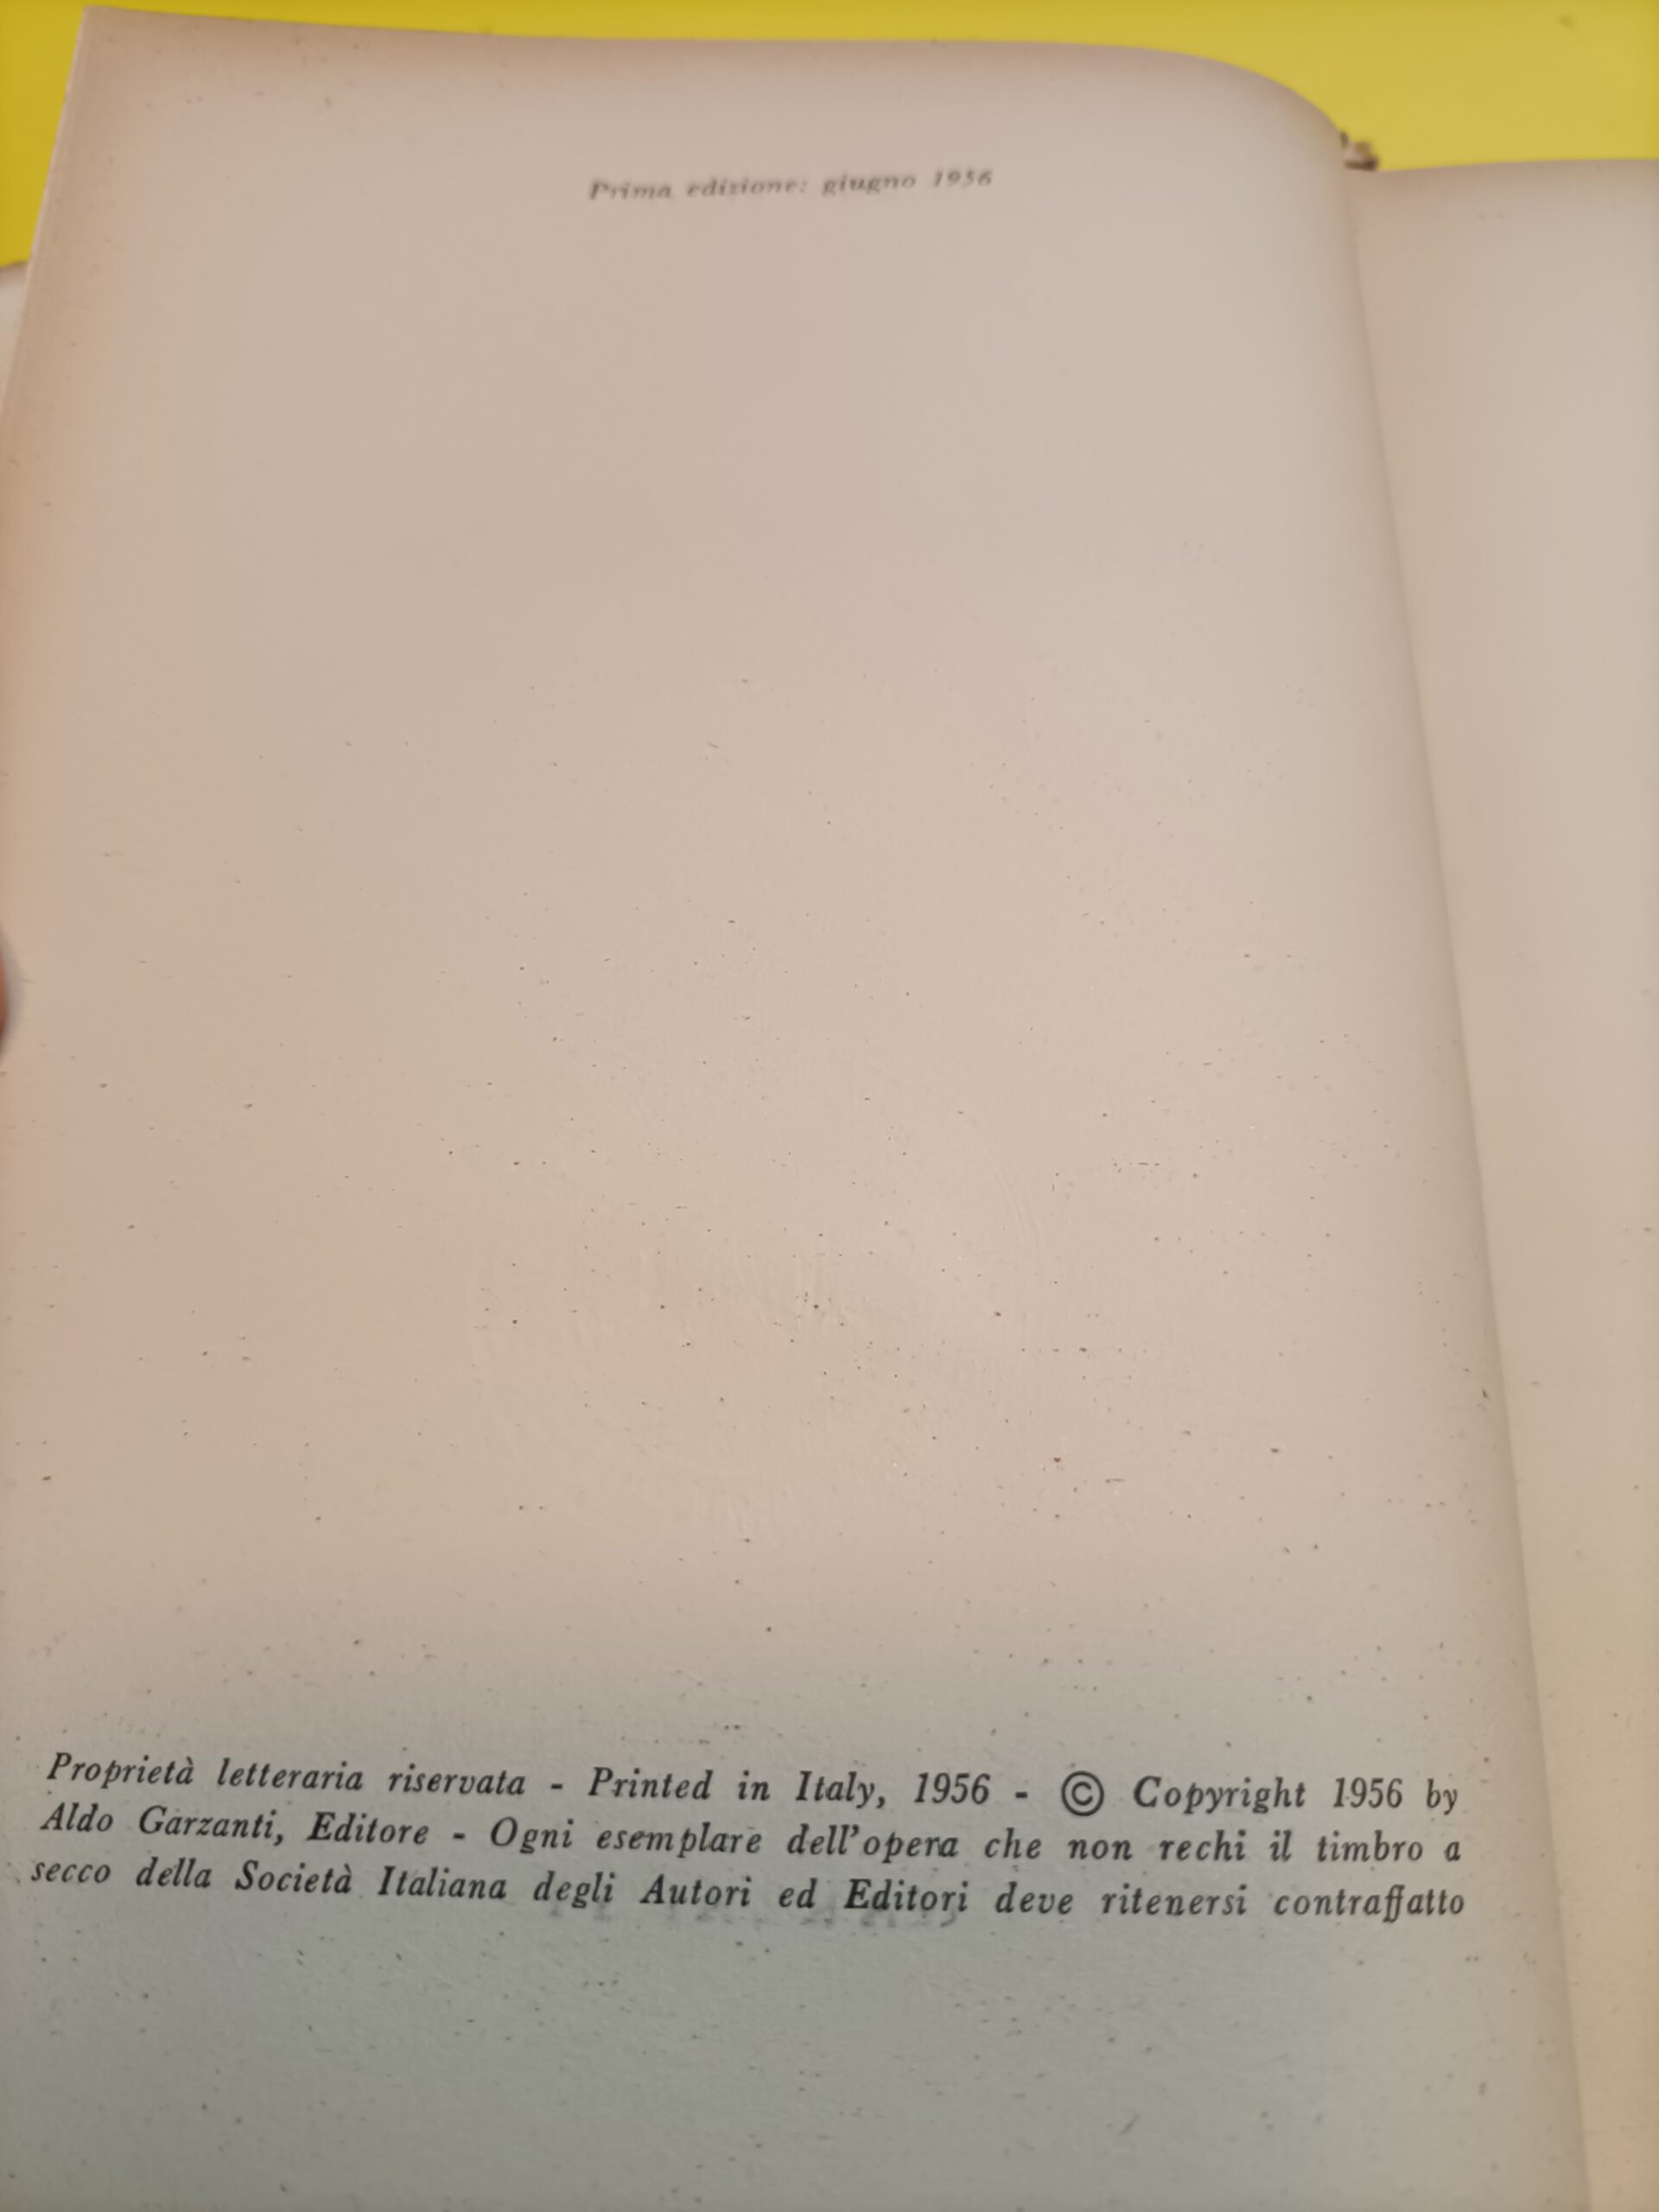 Prima edizione: giugno 1956
Proprietà letteraria riservata - Printed in Italy, 1956 - © Copyright 1956 by
Aldo Garzanti, Editore - Ogni esemplare dell'opera che non rechi il timbro a
secco della Società Italiana degli Autori ed Editori deve ritenersi contraffatto